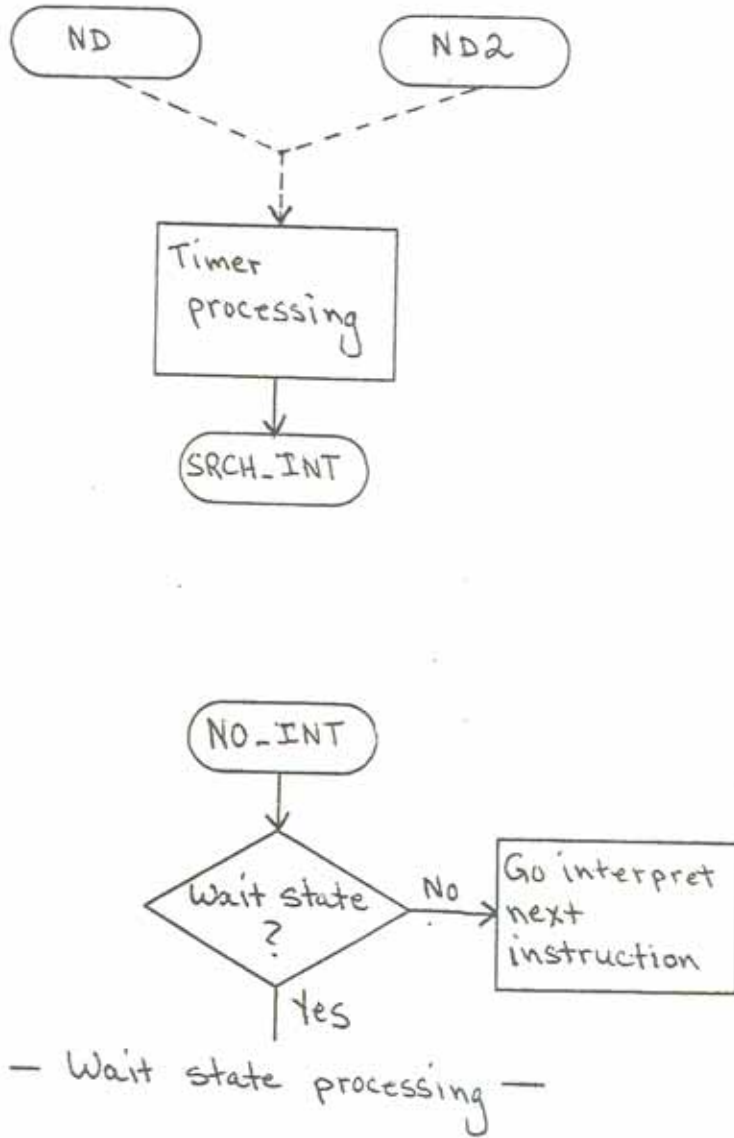 ND
ND2
Timer
processing
SRCH_INT
NO_INT
Wait state
?
No
Go interpret
next
instruction
Yes
— Wait state processing —